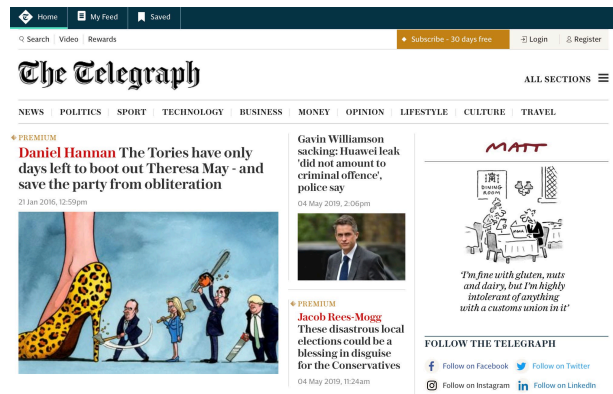 Home
My Feed
Saved
Search
Video
Rewards
Subscribe - 30 days free
Login
Register
The Telegraph
ALL SECTIONS
NEWS
POLITICS
SPORT
TECHNOLOGY
BUSINESS
MONEY
OPINION
LIFESTYLE
CULTURE
TRAVEL
PREMIUM
Daniel Hannan The Tories have only
days left to boot out Theresa May - and
save the party from obliteration
21 Jan 2016, 12:59pm
Gavin Williamson
sacking: Huawei leak
'did not amount to
criminal offence',
police say
04 May 2019, 2:06pm
PREMIUM
Jacob Rees-Mogg
These disastrous local
elections could be a
blessing in disguise
for the Conservatives
04 May 2019, 11:24am
MATT
DINING
ROOM
'I'm fine with gluten, nuts
and dairy, but I'm highly
intolerant of anything
with a customs union in it'
FOLLOW THE TELEGRAPH
Follow on Facebook
Follow on Twitter
Follow on Instagram
Follow on LinkedIn